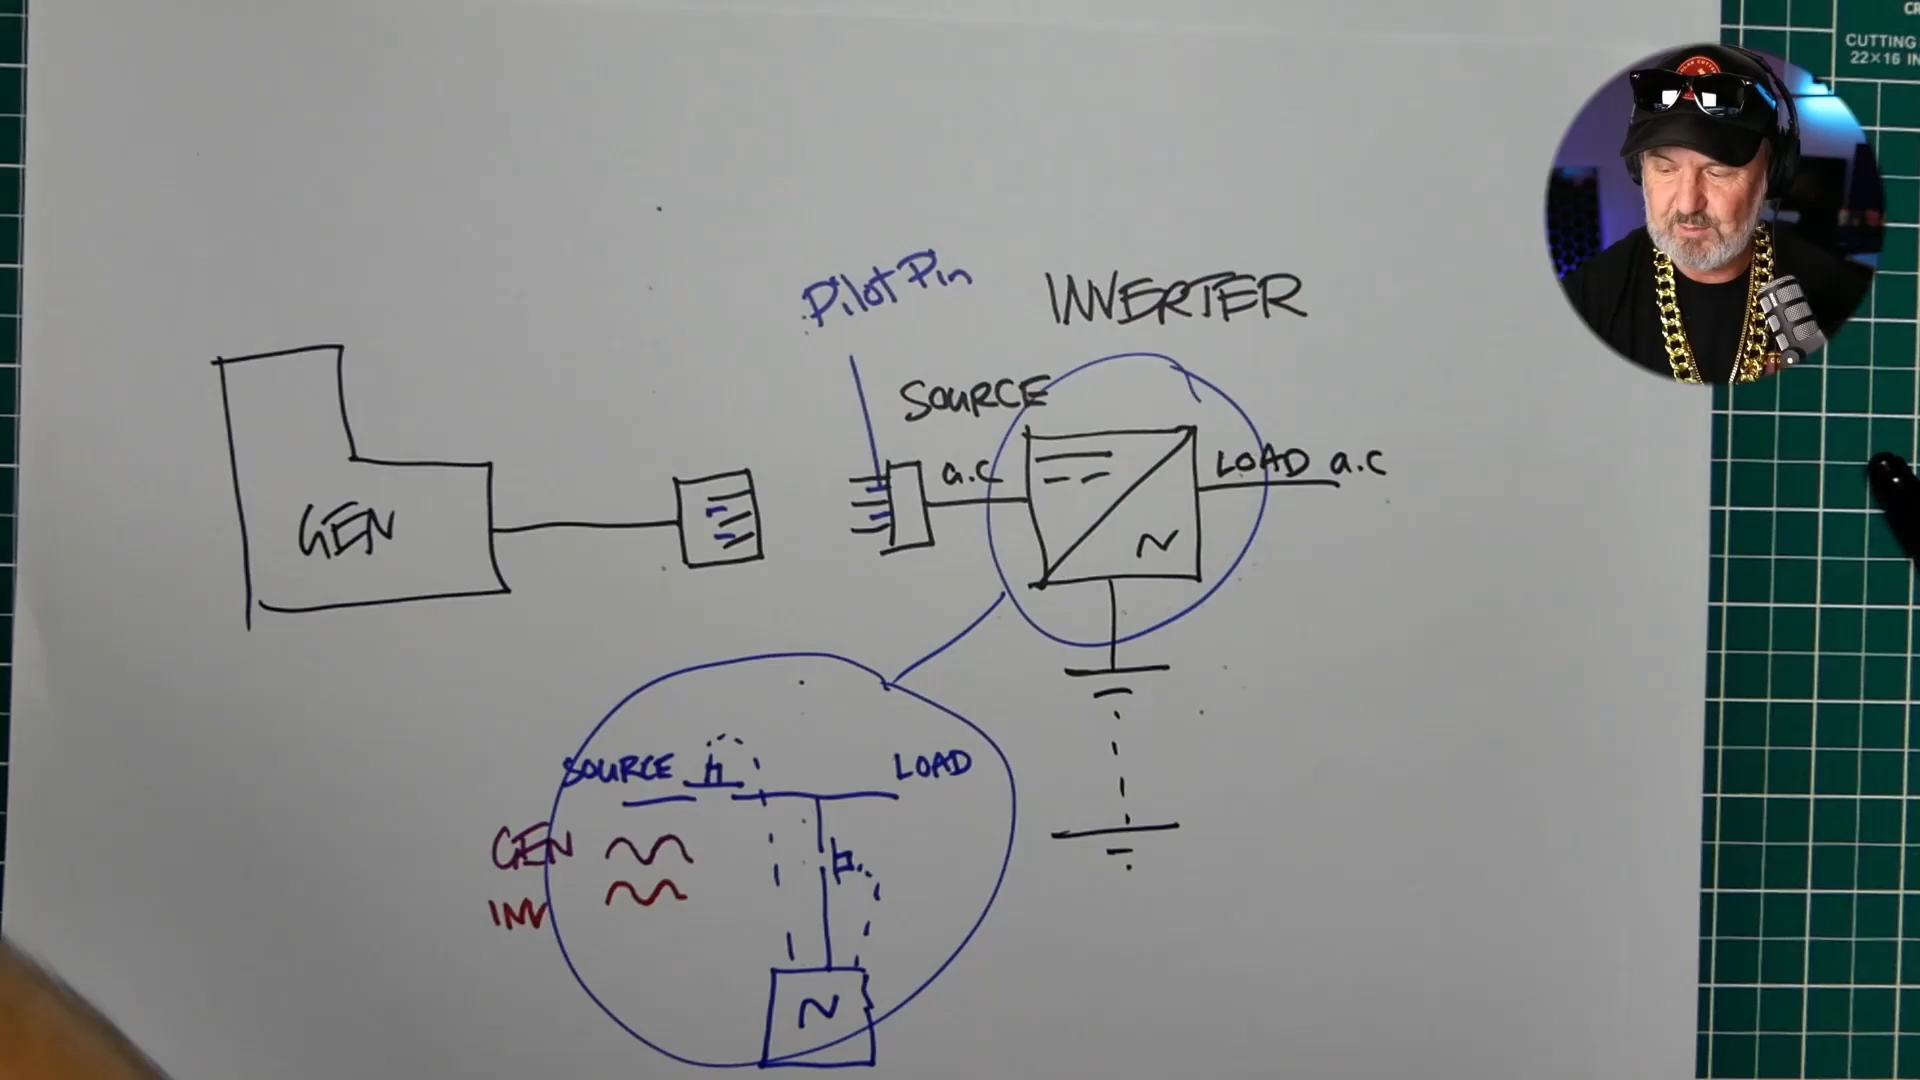 CUTTING
22×16 IN
Pilot Pin
INVERTER
SOURCE
a.c
LOAD a.c
GEN
SOURCE
LOAD
GEN
INV